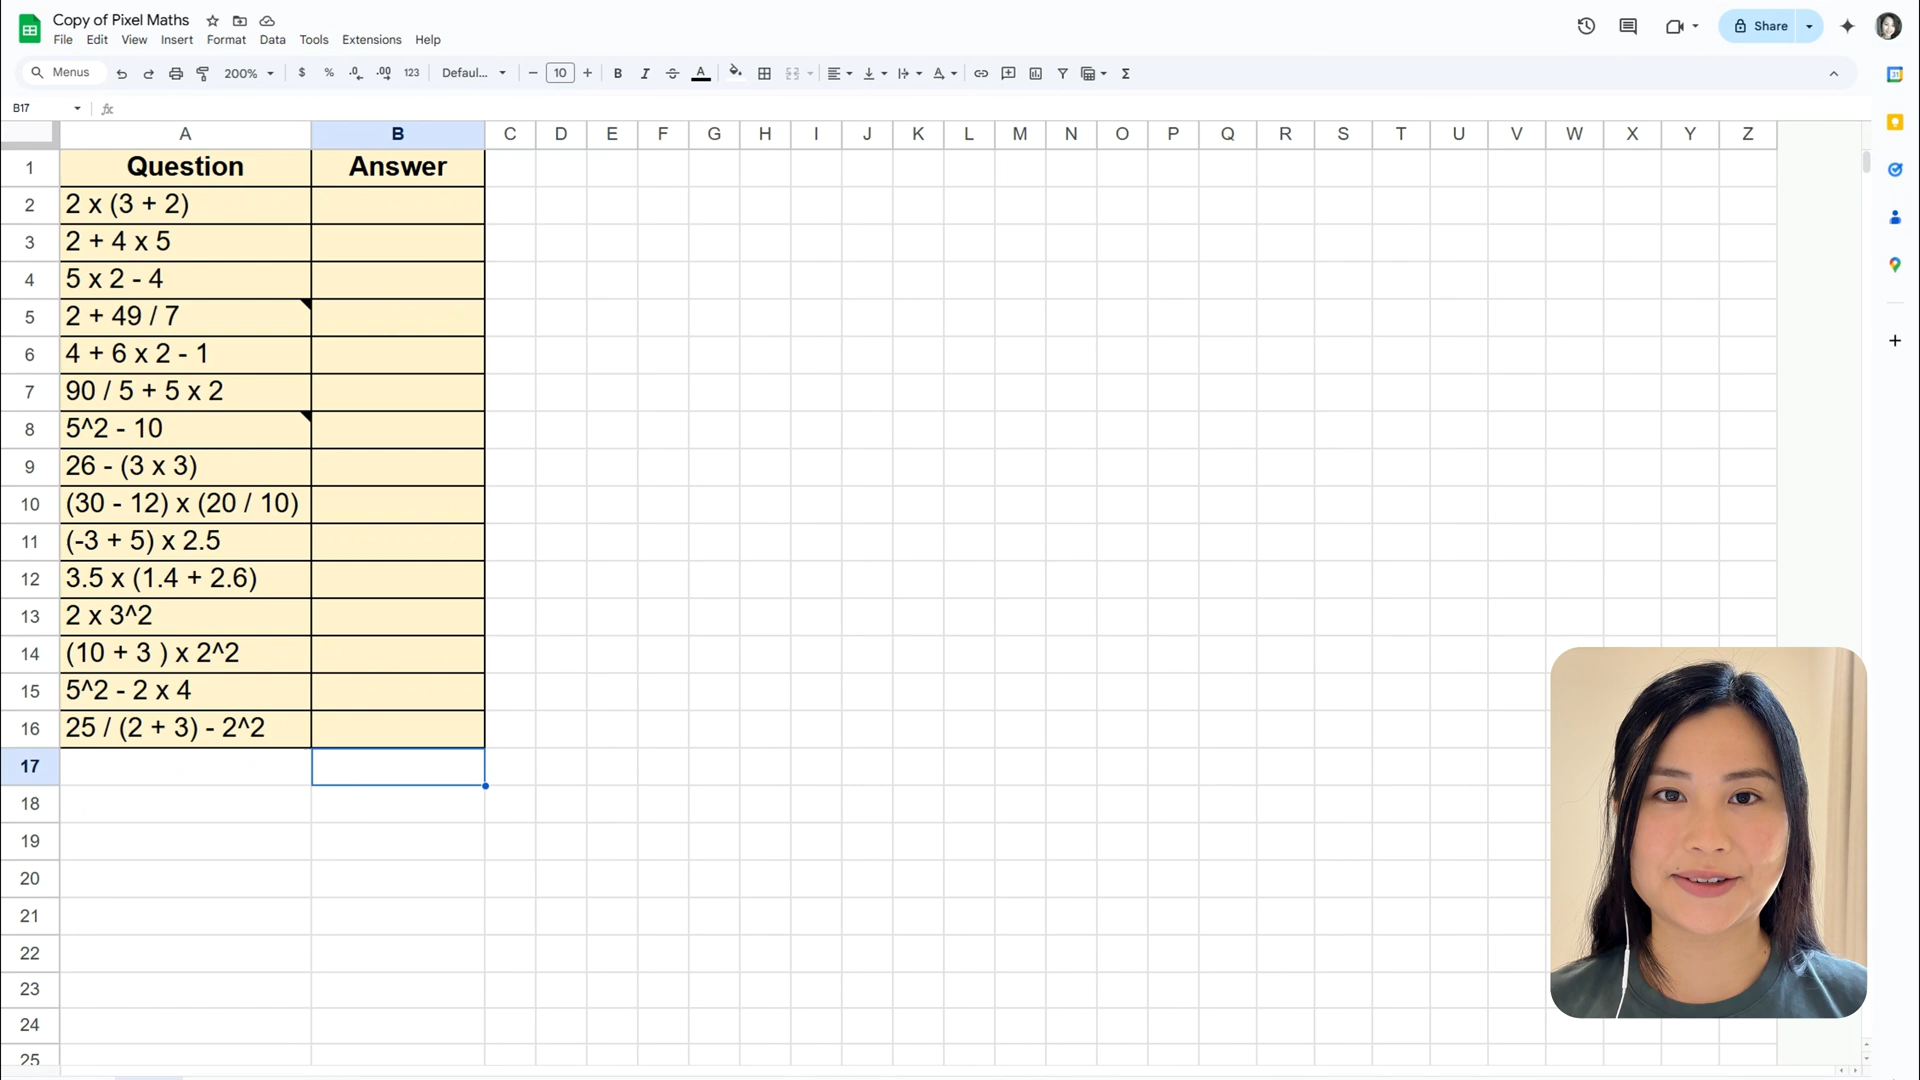 Copy of Pixel Maths
File Edit View Insert Format Data Tools Extensions Help
Share
Menus 200% $ % .0 .00 123 Defaul... − 10 + B I A Σ
B17 fx
A B C D E F G H I J K L M N O P Q R S T U V W X Y Z
1 Question Answer
2 2 x (3 + 2)
3 2 + 4 x 5
4 5 x 2 - 4
5 2 + 49 / 7
6 4 + 6 x 2 - 1
7 90 / 5 + 5 x 2
8 5^2 - 10
9 26 - (3 x 3)
10 (30 - 12) x (20 / 10)
11 (-3 + 5) x 2.5
12 3.5 x (1.4 + 2.6)
13 2 x 3^2
14 (10 + 3 ) x 2^2
15 5^2 - 2 x 4
16 25 / (2 + 3) - 2^2
17
18
19
20
21
22
23
24
25